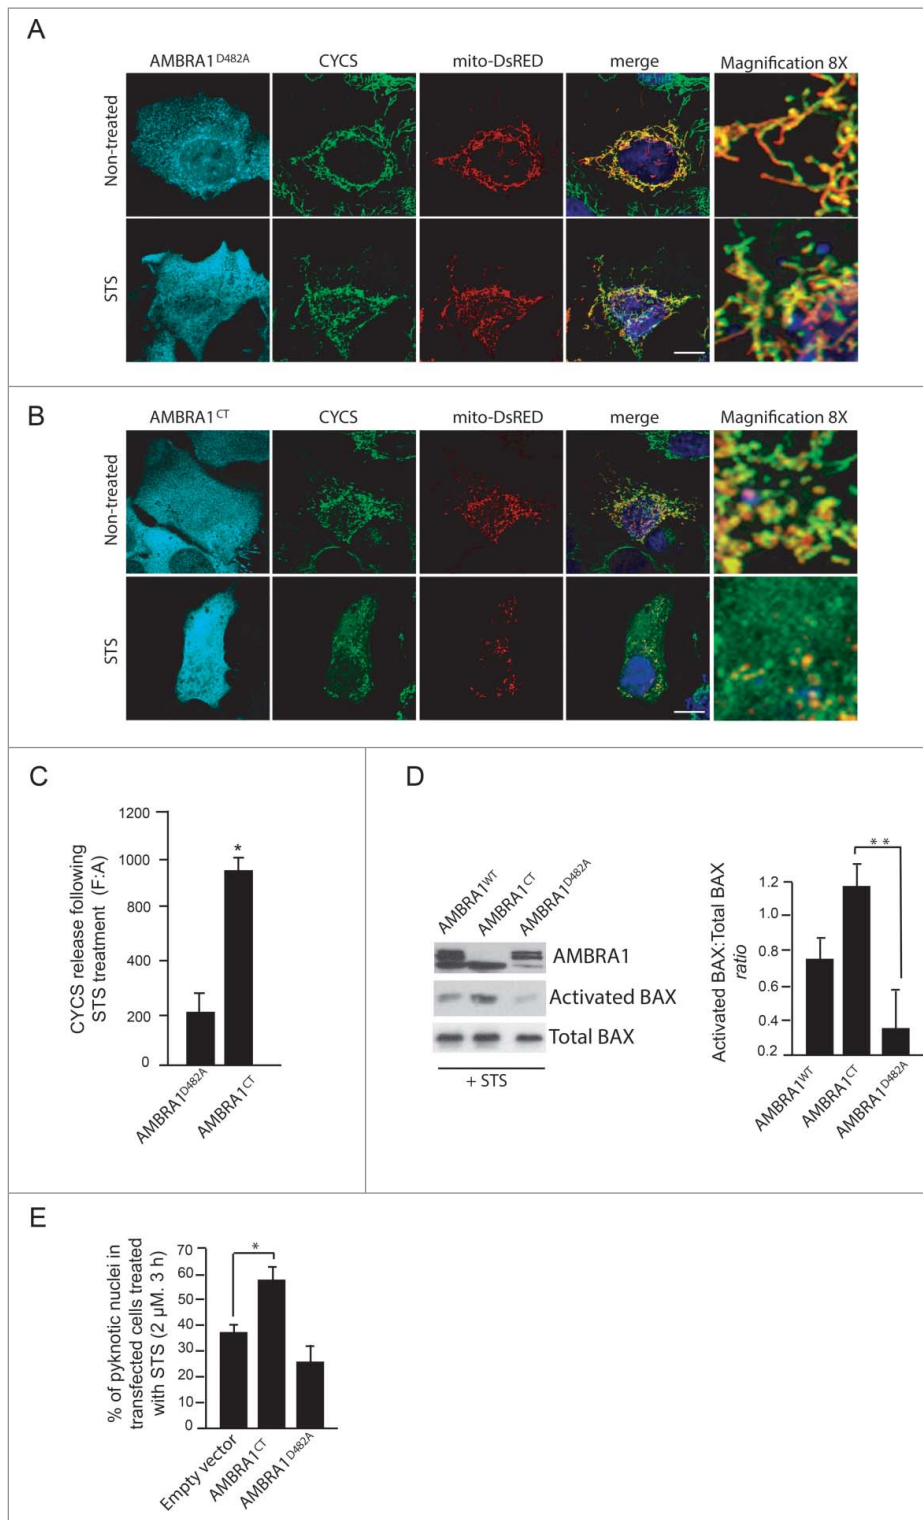 A
AMBRA1 D482A CYCS mito-DsRED merge Magnification 8X
Non-treated
STS
B
AMBRA1 CT CYCS mito-DsRED merge Magnification 8X
Non-treated
STS
C
CYCS release following
STS treatment (F:A)
1200
1000
800
400
200
0
*
AMBRA1D482A
AMBRA1CT
D
AMBRA1WT
AMBRA1CT
AMBRA1D482A
AMBRA1
Activated BAX
Total BAX
+ STS
Activated BAX:Total BAX
ratio
1.2
1.0
0.8
0.6
0.4
0.2
**
AMBRA1WT
AMBRA1CT
AMBRA1D482A
E
% of pyknotic nuclei in
transfected cells treated
with STS (2 µM. 3 h)
70
60
50
40
30
20
10
0
*
Empty vector
AMBRA1CT
AMBRA1D482A